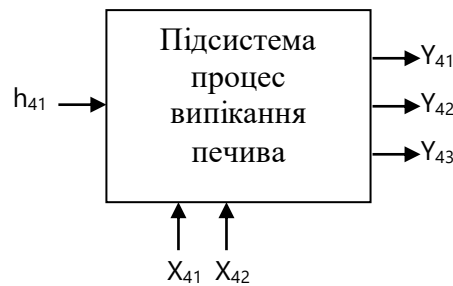 Підсистема
процес
випікання
печива
h₄₁
Y₄₁
Y₄₂
Y₄₃
X₄₁ X₄₂